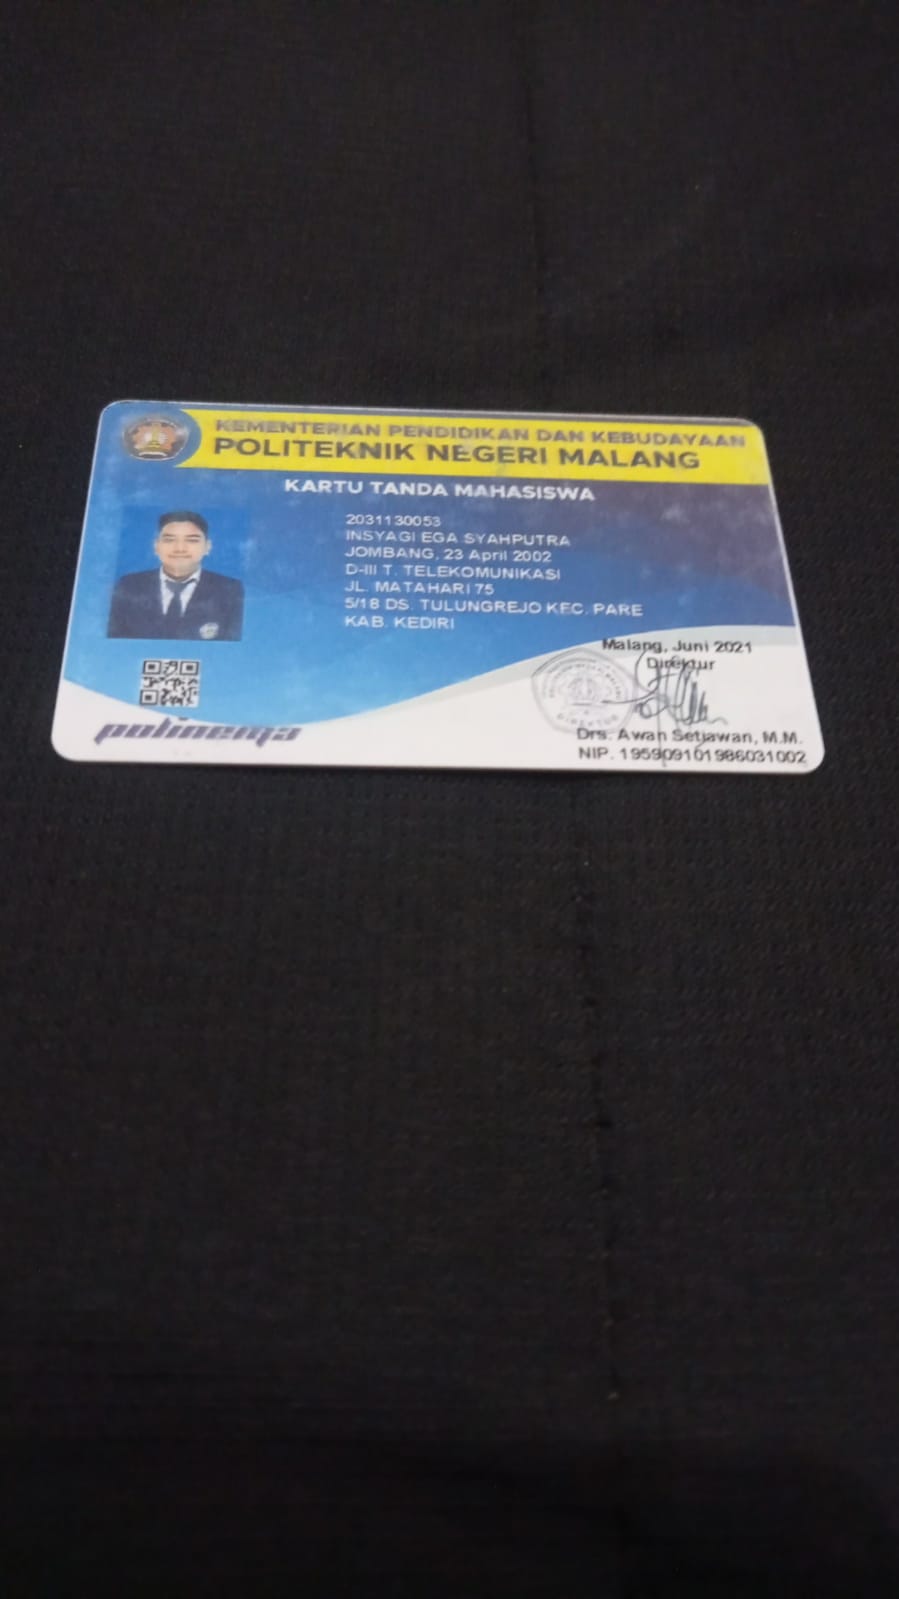 KEMENTERIAN PENDIDIKAN DAN KEBUDAYAAN
POLITEKNIK NEGERI MALANG
KARTU TANDA MAHASISWA
2031130053
INSYAGI EGA SYAHPUTRA
JOMBANG, 23 April 2002
D-III T. TELEKOMUNIKASI
JL. MATAHARI 75
5/18 DS. TULUNGREJO KEC. PARE
KAB. KEDIRI
Malang, Juni 2021
Direktur
DIREKTUR
Drs. Awan Setiawan, M.M.
NIP. 195909101986031002
polinema